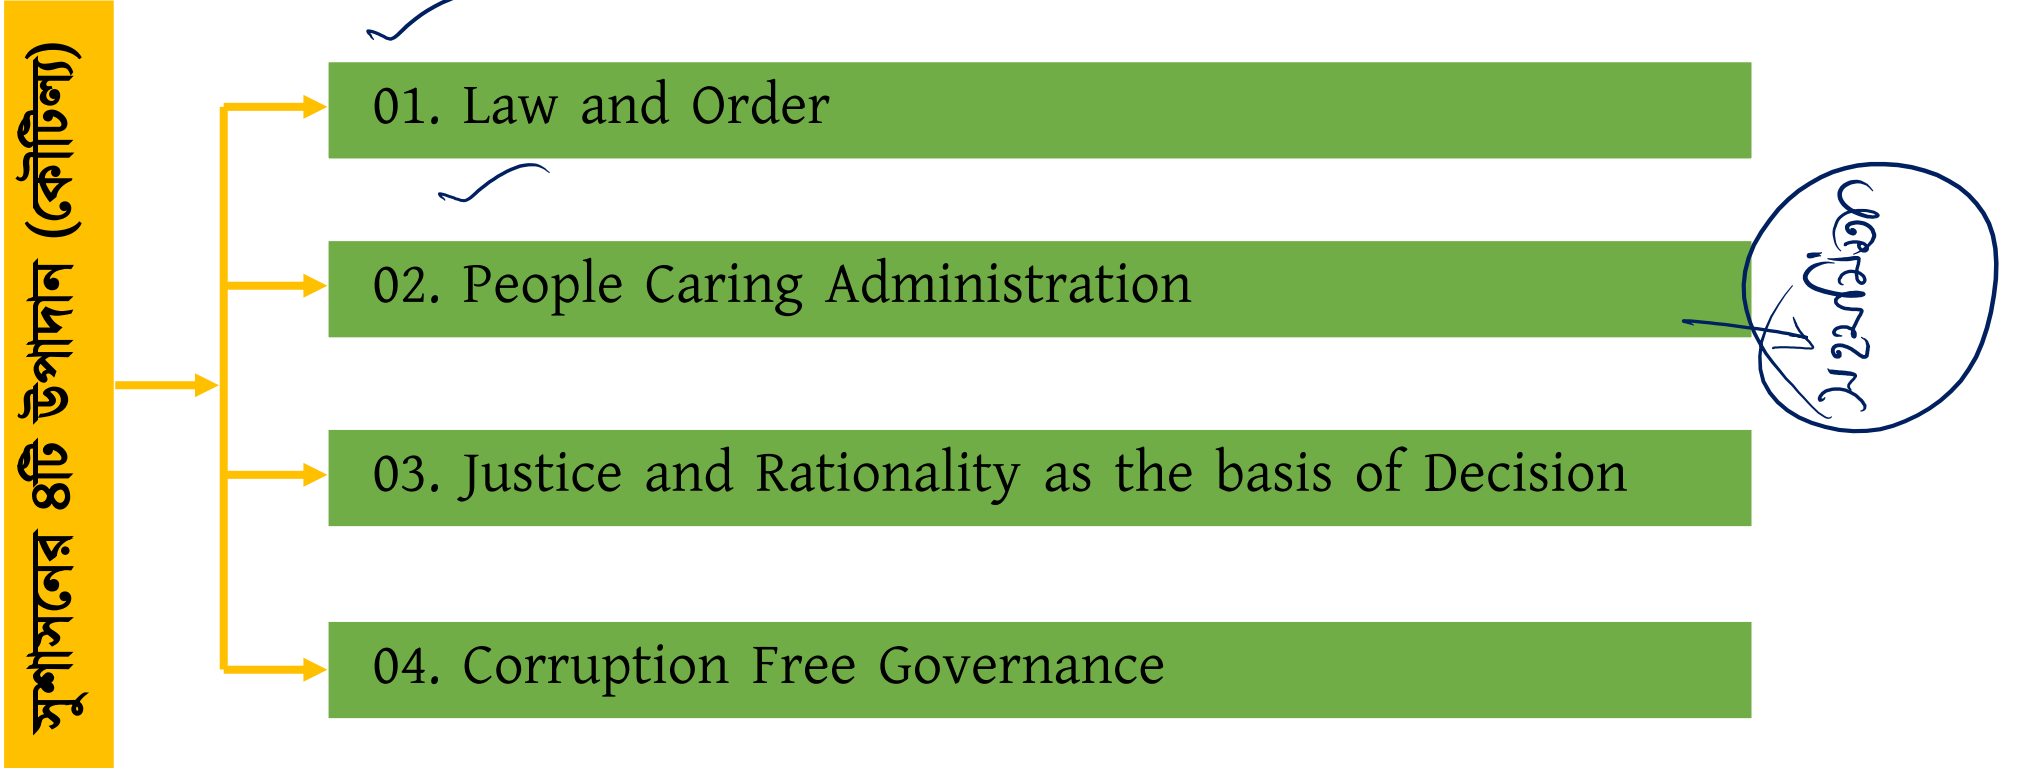 সুশাসনের ৪টি উপাদান (কৌটিল্য)
01. Law and Order
02. People Caring Administration
03. Justice and Rationality as the basis of Decision
04. Corruption Free Governance